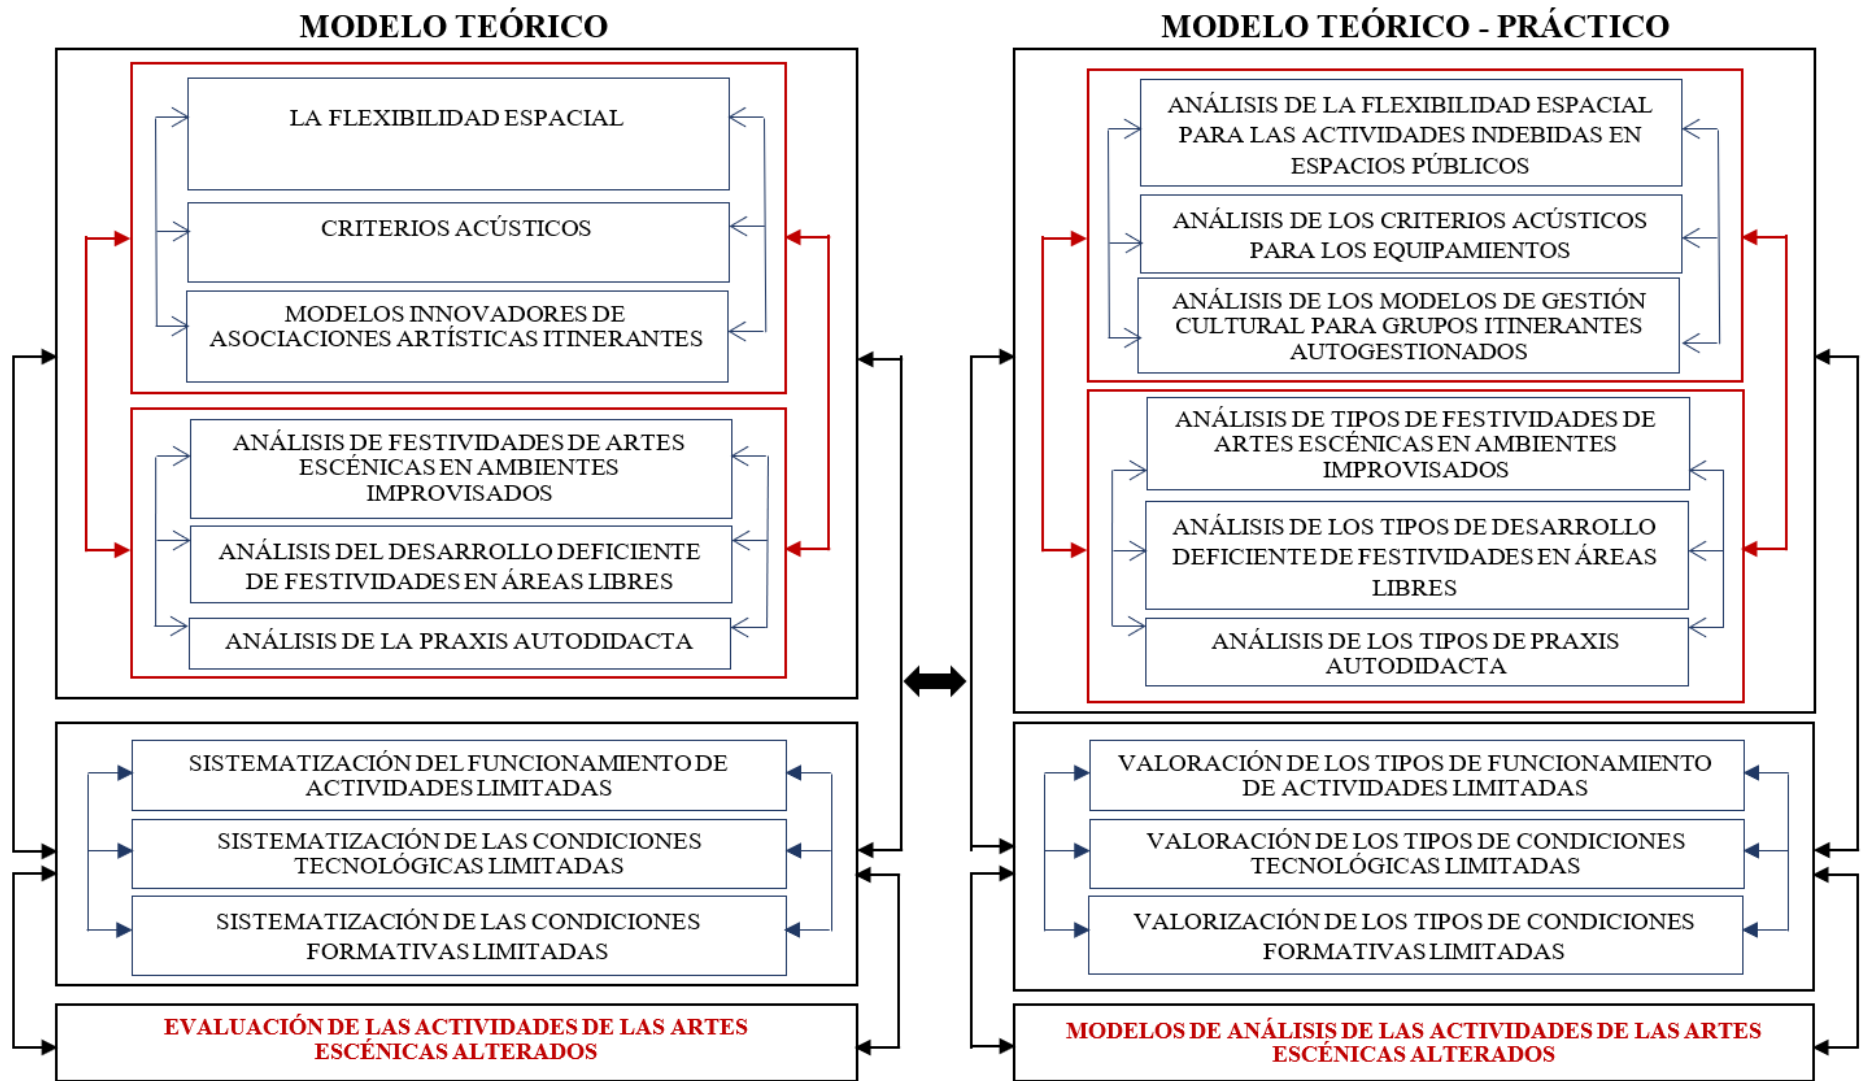 MODELO TEÓRICO
LA FLEXIBILIDAD ESPACIAL
CRITERIOS ACÚSTICOS
MODELOS INNOVADORES DE
ASOCIACIONES ARTÍSTICAS ITINERANTES
ANÁLISIS DE FESTIVIDADES DE ARTES
ESCÉNICAS EN AMBIENTES
IMPROVISADOS
ANÁLISIS DEL DESARROLLO DEFICIENTE
DE FESTIVIDADES EN ÁREAS LIBRES
ANÁLISIS DE LA PRAXIS AUTODIDACTA
SISTEMATIZACIÓN DEL FUNCIONAMIENTO DE
ACTIVIDADES LIMITADAS
SISTEMATIZACIÓN DE LAS CONDICIONES
TECNOLÓGICAS LIMITADAS
SISTEMATIZACIÓN DE LAS CONDICIONES
FORMATIVAS LIMITADAS
EVALUACIÓN DE LAS ACTIVIDADES DE LAS ARTES
ESCÉNICAS ALTERADOS
MODELO TEÓRICO - PRÁCTICO
ANÁLISIS DE LA FLEXIBILIDAD ESPACIAL
PARA LAS ACTIVIDADES INDEBIDAS EN
ESPACIOS PÚBLICOS
ANÁLISIS DE LOS CRITERIOS ACÚSTICOS
PARA LOS EQUIPAMIENTOS
ANÁLISIS DE LOS MODELOS DE GESTIÓN
CULTURAL PARA GRUPOS ITINERANTES
AUTOGESTIONADOS
ANÁLISIS DE TIPOS DE FESTIVIDADES DE
ARTES ESCÉNICAS EN AMBIENTES
IMPROVISADOS
ANÁLISIS DE LOS TIPOS DE DESARROLLO
DEFICIENTE DE FESTIVIDADES EN ÁREAS
LIBRES
ANÁLISIS DE LOS TIPOS DE PRAXIS
AUTODIDACTA
VALORACIÓN DE LOS TIPOS DE FUNCIONAMIENTO
DE ACTIVIDADES LIMITADAS
VALORACIÓN DE LOS TIPOS DE CONDICIONES
TECNOLÓGICAS LIMITADAS
VALORIZACIÓN DE LOS TIPOS DE CONDICIONES
FORMATIVAS LIMITADAS
MODELOS DE ANÁLISIS DE LAS ACTIVIDADES DE LAS ARTES
ESCÉNICAS ALTERADOS